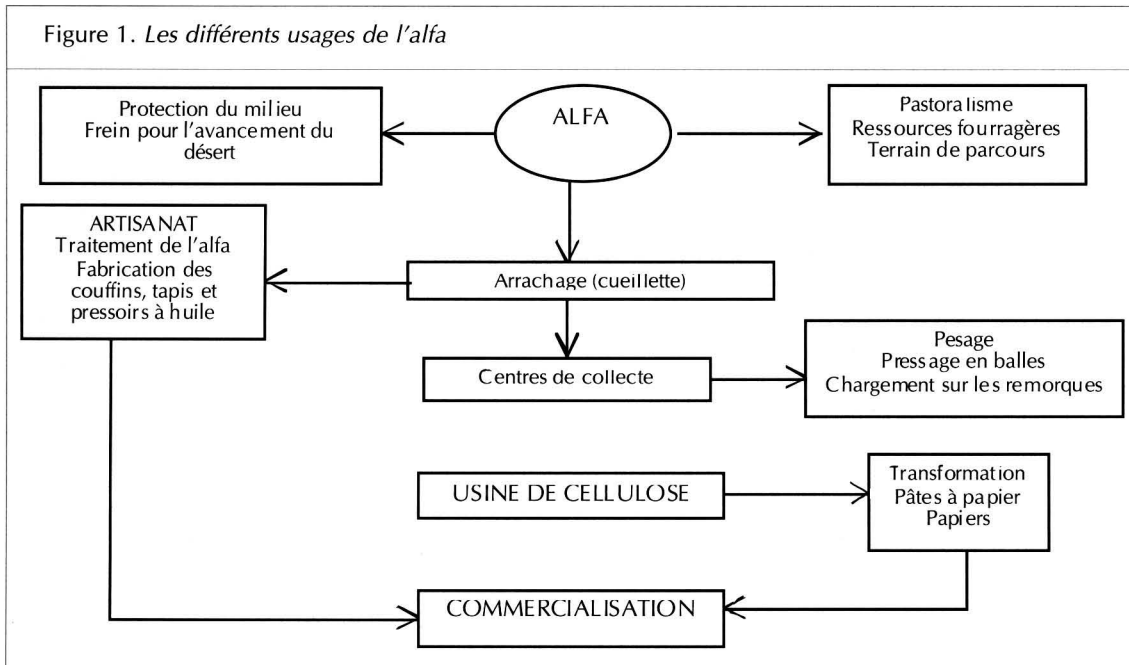 Figure 1. Les différents usages de l'alfa
Protection du milieu
Frein pour l'avancement du
désert
ALFA
Pastoralisme
Ressources fourragères
Terrain de parcours
ARTISANAT
Traitement de l'alfa
Fabrication des
couffins, tapis et
pressoirs à huile
Arrachage (cueillette)
Centres de collecte
Pesage
Pressage en balles
Chargement sur les remorques
USINE DE CELLULOSE
Transformation
Pâtes à papier
Papiers
COMMERCIALISATION